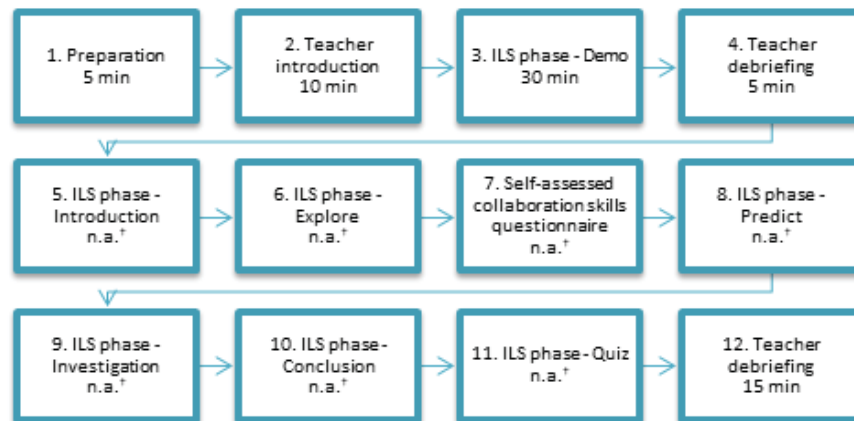 1. Preparation
5 min
2. Teacher
introduction
10 min
3. ILS phase - Demo
30 min
4. Teacher
debriefing
5 min
5. ILS phase -
Introduction
n.a.†
6. ILS phase -
Explore
n.a.†
7. Self-assessed
collaboration skills
questionnaire
n.a.†
8. ILS phase -
Predict
n.a.†
9. ILS phase -
Investigation
n.a.†
10. ILS phase -
Conclusion
n.a.†
11. ILS phase - Quiz
n.a.†
12. Teacher
debriefing
15 min